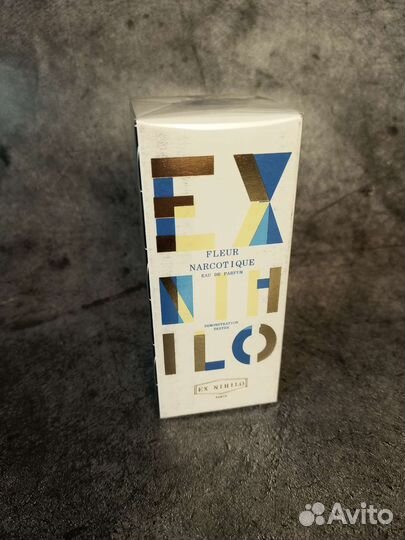 EX
FLEUR
NARCOTIQUE
EAU DE PARFUM
NIH
DEMONSTRATION
TESTER
ILO
EX NIHILO
PARIS
Avito